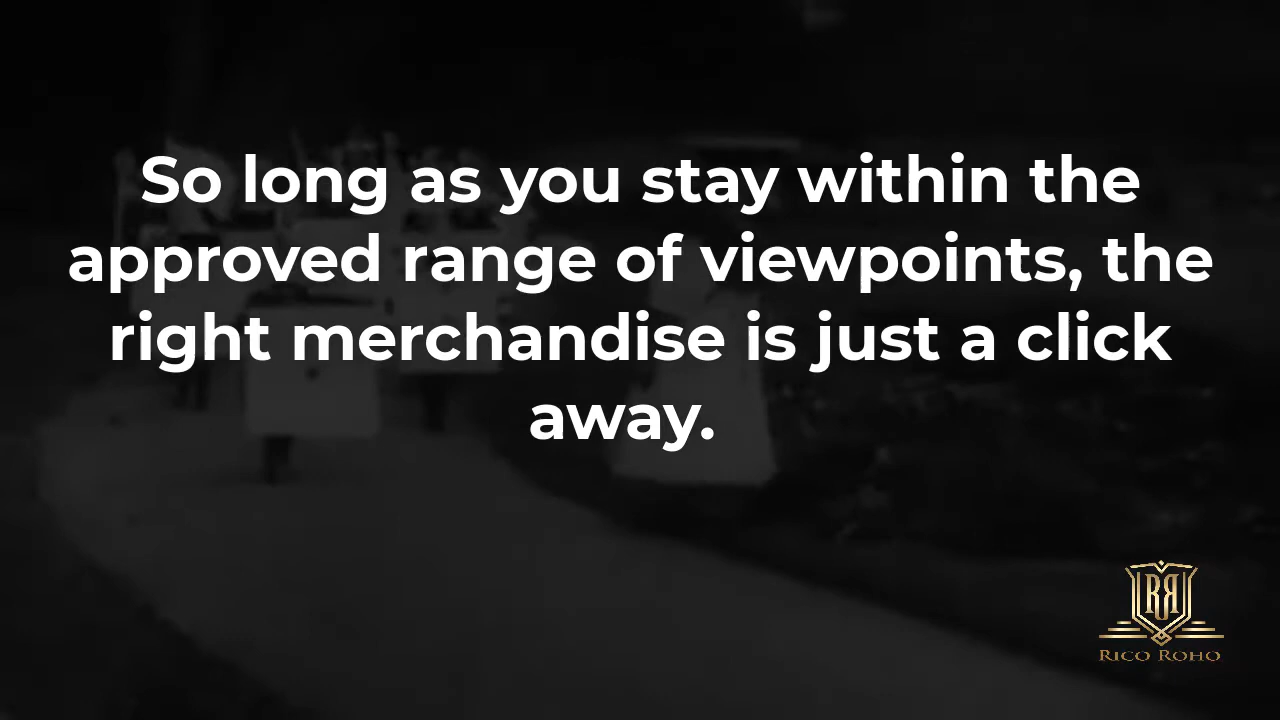 So long as you stay within the
approved range of viewpoints, the
right merchandise is just a click
away.
RR
RICO ROHO